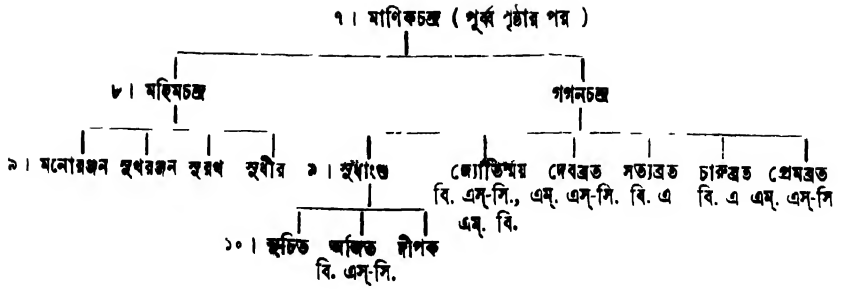 ৭। মাণিকচন্দ্র ( পূর্ব্ব পৃষ্ঠার পর )
৮। মহিমচন্দ্র গগনচন্দ্র
৯। মনোরঞ্জন সুখরঞ্জন সুরথ সুধীর ৯। সুধাংশু জ্যোতির্ম্ময় দেবব্রত সত্যব্রত চারুব্রত প্রেমব্রত
বি. এস্-সি., এম্. এস্-সি. বি. এ বি. এ এম্. এস্-সি
এম্. বি.
১০। সুচিত অজিত দীপক
বি. এস্-সি.